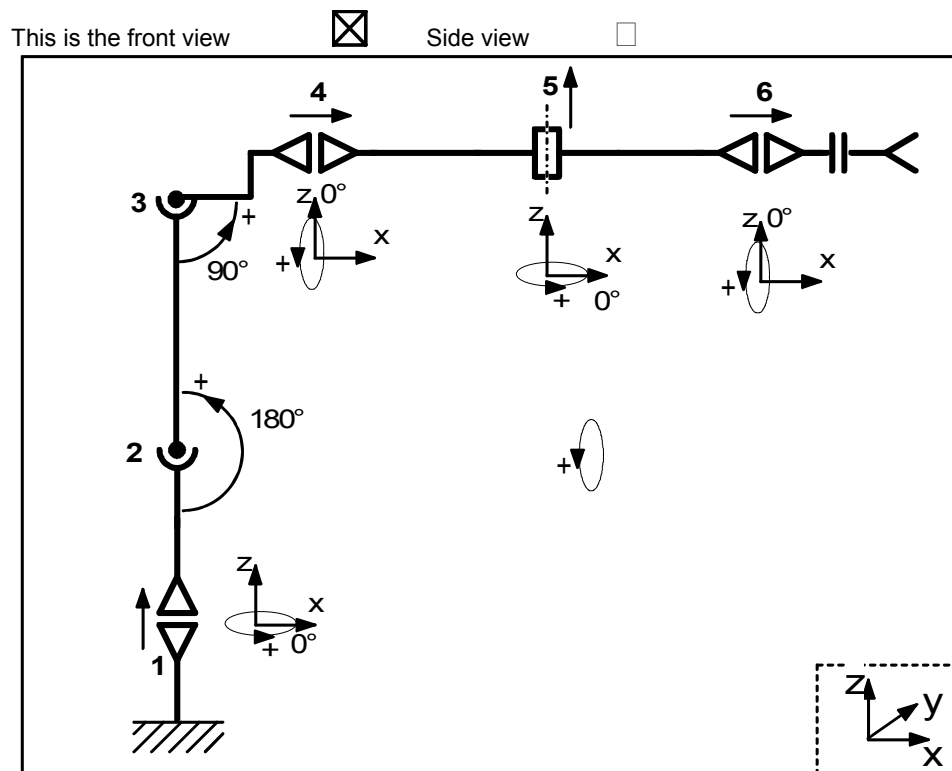 This is the front view Side view
4 5 6
3 + z 0° z z 0°
x x x
90° + + 0° +
+
180°
2 +
z
x
+ 0°
1
z
y
x